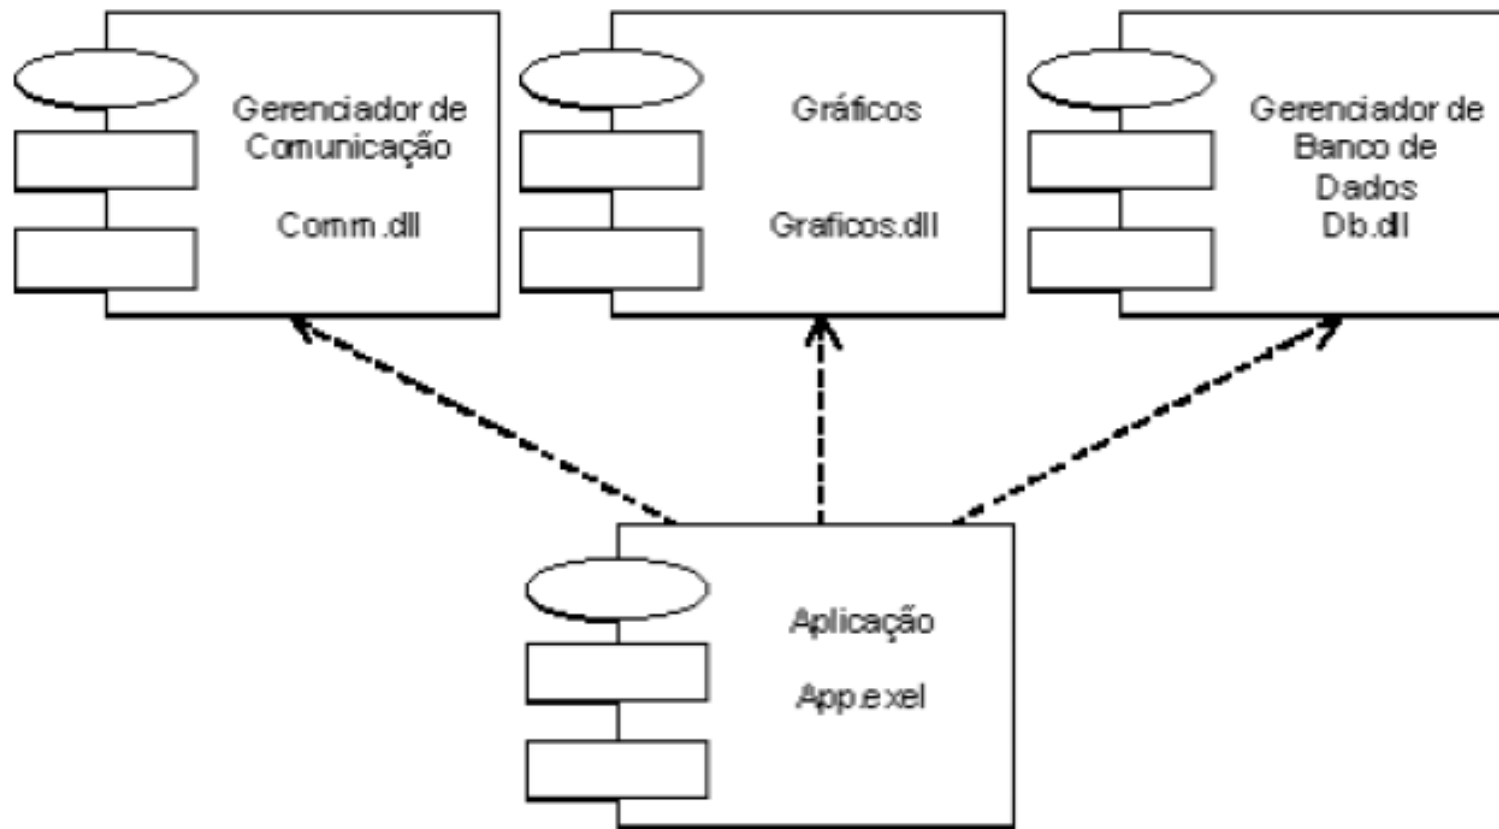 Gerenciador de
Comunicação
Comm.dll
Gráficos
Graficos.dll
Gerenciador de
Banco de
Dados
Db.dll
Aplicação
App.exel